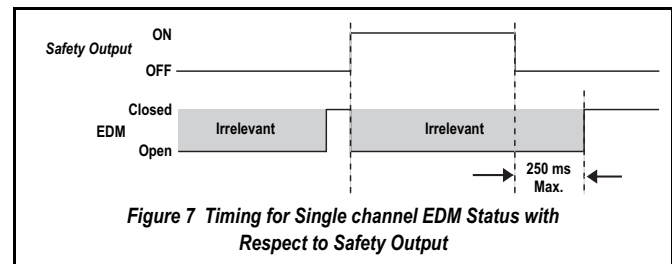 Safety Output
ON
OFF
Closed
EDM
Open
Irrelevant
Irrelevant
250 ms
Max.
Figure 7 Timing for Single channel EDM Status with
Respect to Safety Output